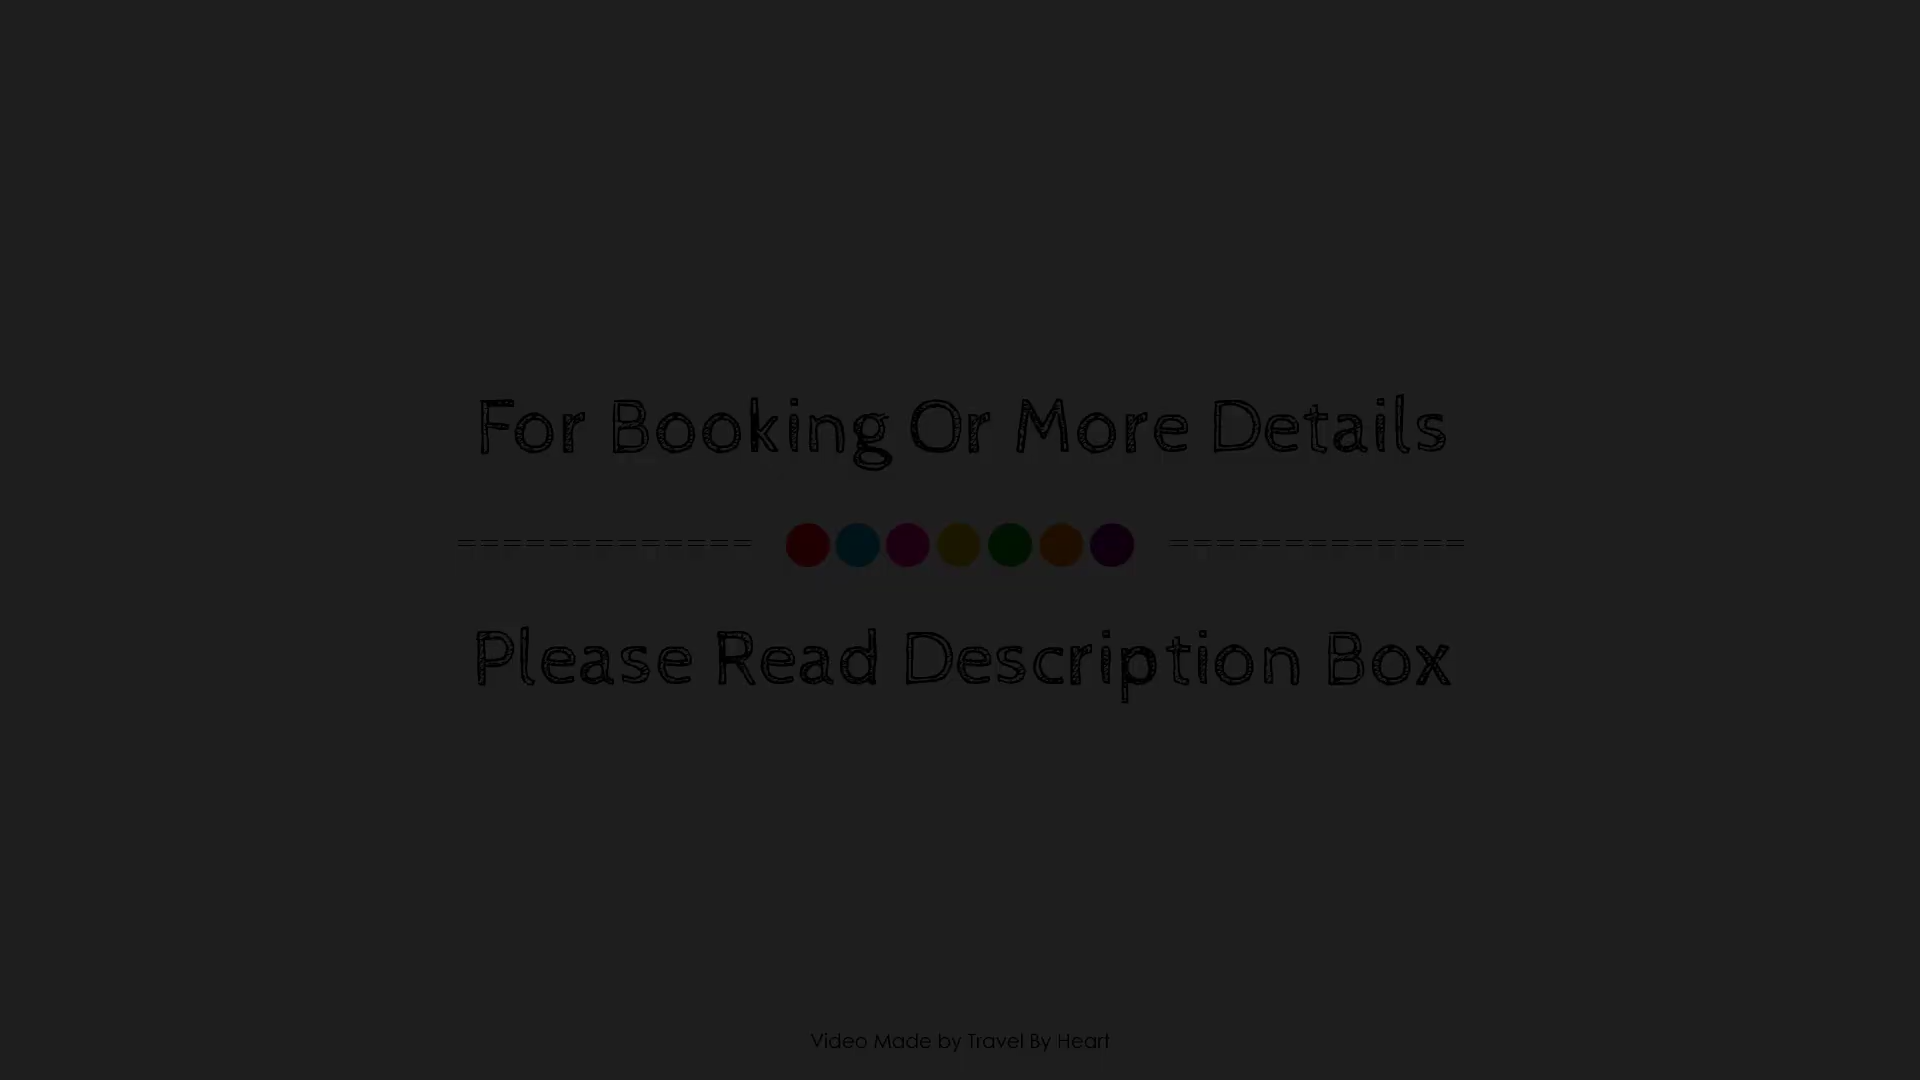 For Booking Or More Details
============= =============
Please Read Description Box
Video Made by Travel By Heart